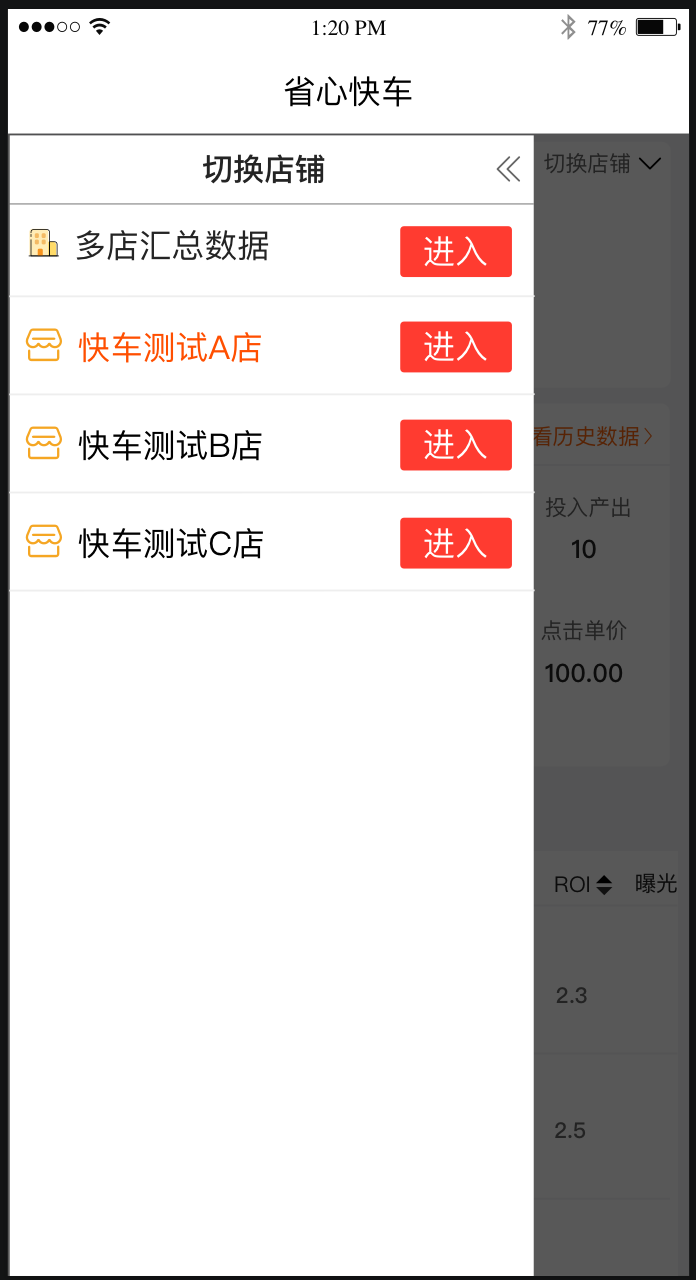 1:20 PM
77%
省心快车
切换店铺
切换店铺
多店汇总数据
进入
快车测试A店
进入
看历史数据
快车测试B店
进入
投入产出
10
快车测试C店
进入
点击单价
100.00
ROI
曝光
2.3
2.5